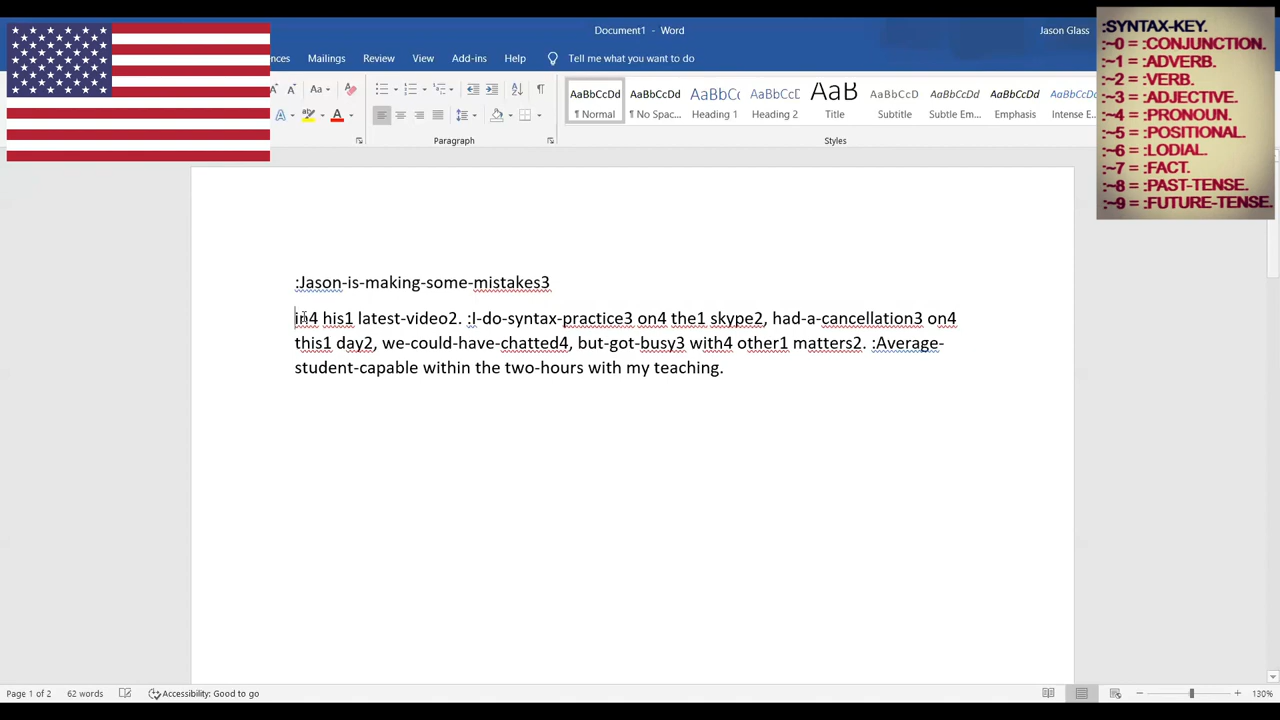 Document1 - Word
Jason Glass
nces Mailings Review View Add-ons Help Tell me what you want to do
Aa
AaBbCcDd AaBbCcDd AaBbCc AaBbCcC AaB AaBbCcD AaBbCcDd AaBbCcDd AaBbCcDd
¶ Normal ¶ No Spac... Heading 1 Heading 2 Title Subtitle Subtle Em... Emphasis Intense E...
Paragraph
Styles
:SYNTAX-KEY.
:~0 = :CONJUNCTION.
:~1 = :ADVERB.
:~2 = :VERB.
:~3 = :ADJECTIVE.
:~4 = :PRONOUN.
:~5 = :POSITIONAL.
:~6 = :LODIAL.
:~7 = :FACT.
:~8 = :PAST-TENSE.
:~9 = :FUTURE-TENSE.
:Jason-is-making-some-mistakes3
in4 his1 latest-video2. :I-do-syntax-practice3 on4 the1 skype2, had-a-cancellation3 on4
this1 day2, we-could-have-chatted4, but-got-busy3 with4 other1 matters2. :Average-
student-capable within the two-hours with my teaching.
Page 1 of 2 62 words Accessibility: Good to go 130%